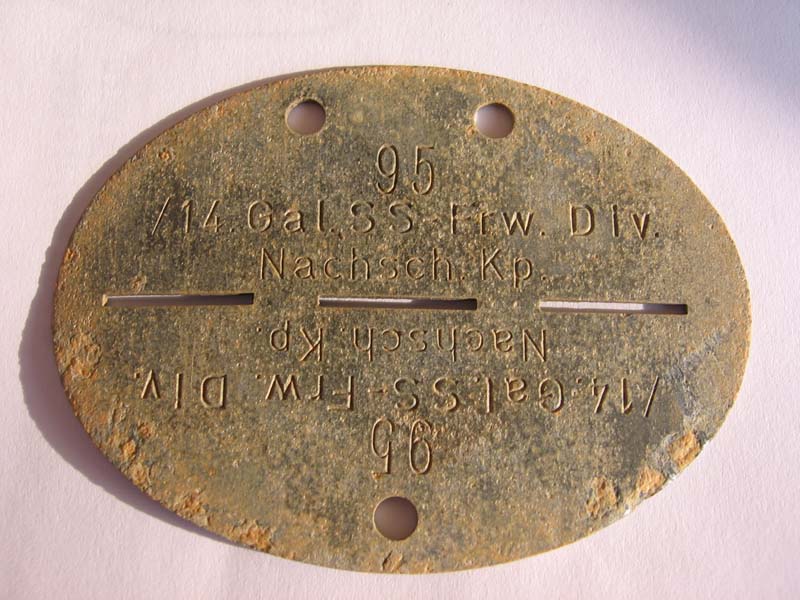 95
/14.Gal.SS-Frw. Div.
Nachsch.Kp.
Nachsch.Kp.
/14.Gal.SS-Frw. Div.
95